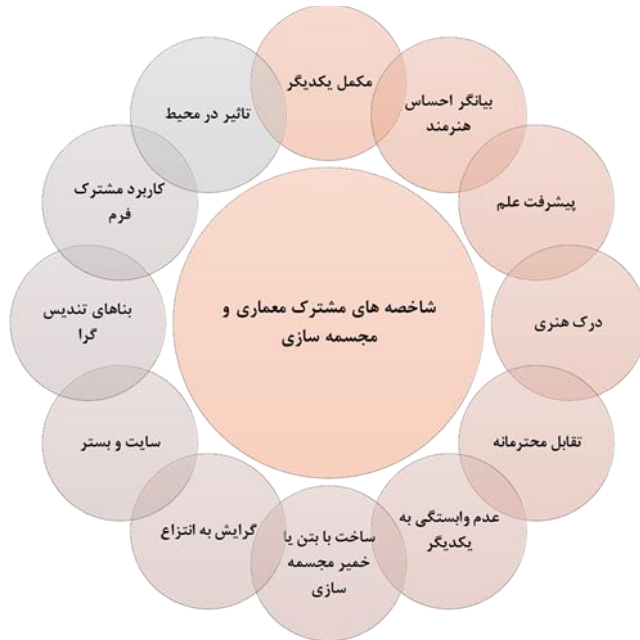 مکمل یکدیگر
بیانگر احساس
هنرمند
پیشرفت علم
درک هنری
تقابل محترمانه
عدم وابستگی به
یکدیگر
ساخت با بتن یا
خمیر مجسمه
سازی
گرایش به انتزاع
سایت و بستر
بناهای تندیس
گرا
کاربرد مشترک
فرم
تاثیر در محیط
شاخصه های مشترک معماری و
مجسمه سازی